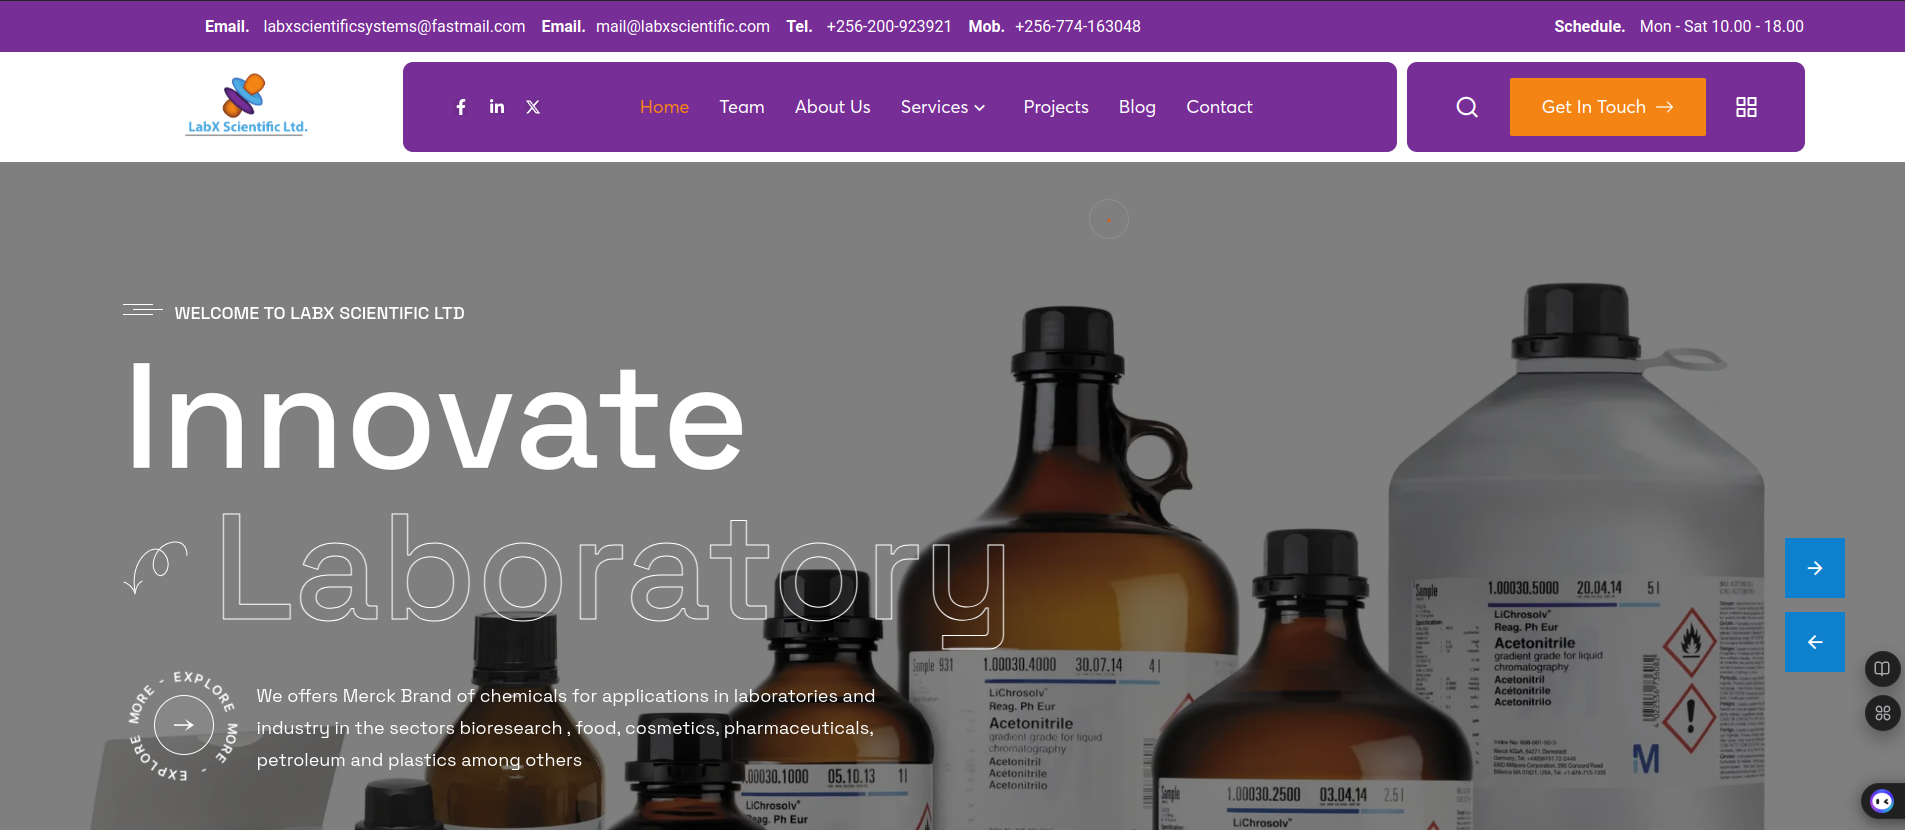 Email. labxscientificsystems@fastmail.com Email. mail@labxscientific.com Tel. +256-200-923921 Mob. +256-774-163048 Schedule. Mon - Sat 10.00 - 18.00
LabX Scientific Ltd.
Home Team About Us Services Projects Blog Contact
Get In Touch
WELCOME TO LABX SCIENTIFIC LTD
Innovate
Laboratory
EXPLORE MORE - EXPLORE MORE -
We offers Merck Brand of chemicals for applications in laboratories and
industry in the sectors bioresearch , food, cosmetics, pharmaceuticals,
petroleum and plastics among others
Sample 931 1.00030.4000 30.07.14 4 l
LiChrosolv®
Reag. Ph Eur
Acetonitrile
gradient grade for liquid
chromatography
Acetonitril
Acétonitrile
Acetonitrilo
Sample 1.00030.5000 20.04.14 5 l
LiChrosolv®
Reag. Ph Eur
Acetonitrile
gradient grade for liquid
chromatography
Acetonitril
Acétonitrile
Acetonitrilo
M
.00030.1000 05.10.13 1 l
LiChrosolv®
Reag. Ph Eur
Sample 1.00030.2500 03.04.14 2.5 l
LiChrosolv®